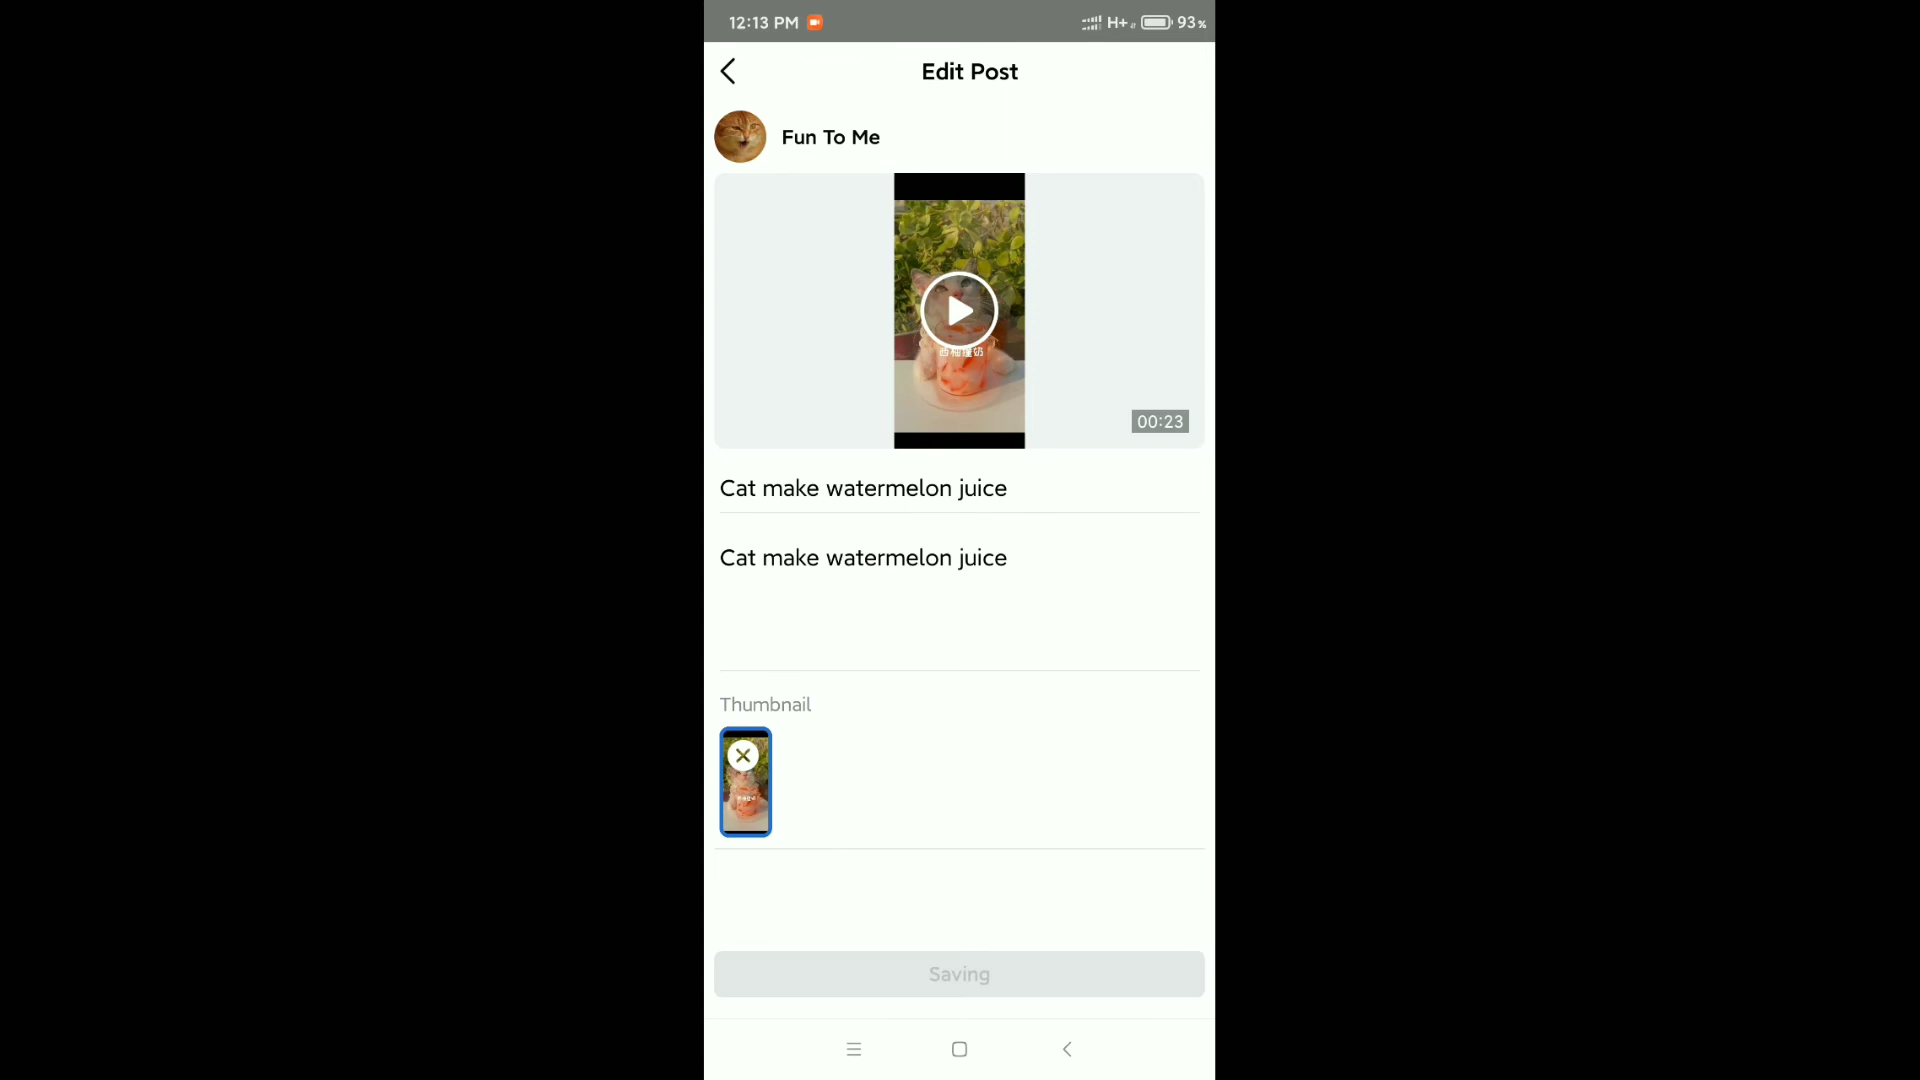 12:13 PM H+ 93%
Edit Post
Fun To Me
00:23
Cat make watermelon juice
Cat make watermelon juice
Thumbnail
Saving